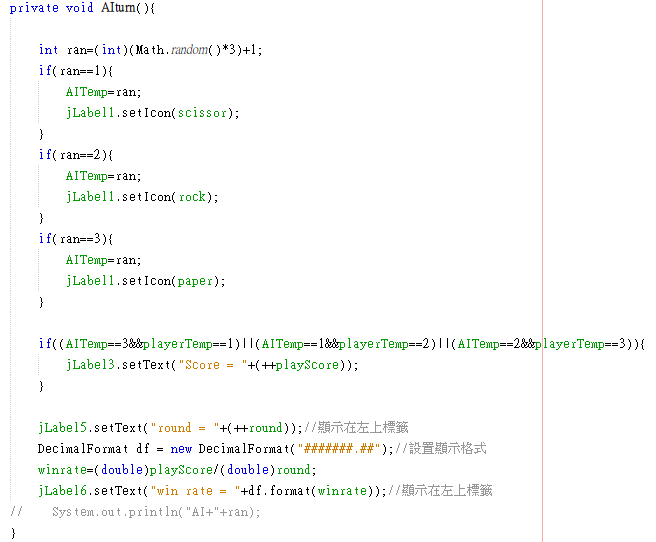 private void AIturn(){
int ran=(int)(Math.random()*3)+1;
if(ran==1){
AITemp=ran;
jLabel1.setIcon(scissor);
}
if(ran==2){
AITemp=ran;
jLabel1.setIcon(rock);
}
if(ran==3){
AITemp=ran;
jLabel1.setIcon(paper);
}
if((AITemp==3&&playerTemp==1)||(AITemp==1&&playerTemp==2)||(AITemp==2&&playerTemp==3)){
jLabel3.setText("Score = "+(++playScore));
}
jLabel5.setText("round = "+(++round));//顯示在左上標籤
DecimalFormat df = new DecimalFormat("#######.##");//設置顯示格式
winrate=(double)playScore/(double)round;
jLabel6.setText("win rate = "+df.format(winrate));//顯示在左上標籤
// System.out.println("AI+"+ran);
}